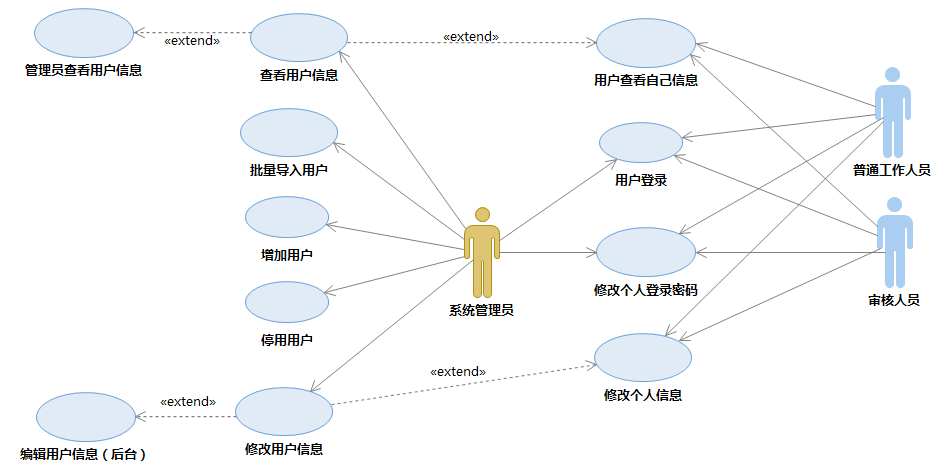 «extend»
«extend»
管理员查看用户信息
查看用户信息
用户查看自己信息
批量导入用户
用户登录
普通工作人员
增加用户
修改个人登录密码
系统管理员
审核人员
停用用户
«extend»
修改个人信息
«extend»
编辑用户信息（后台）
修改用户信息